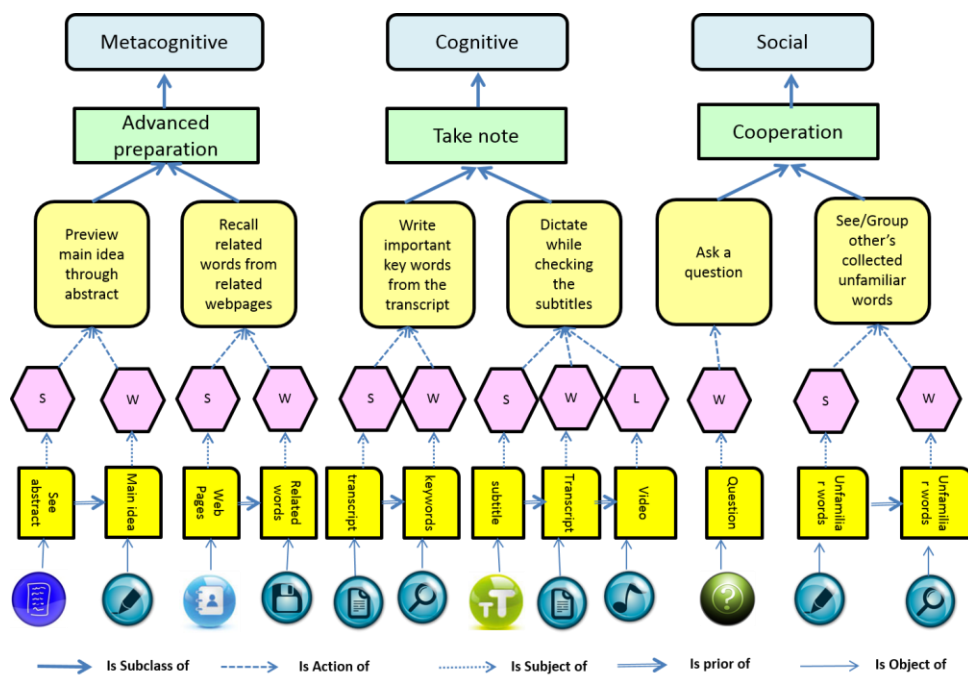 Metacognitive
Cognitive
Social
Advanced
preparation
Take note
Cooperation
Preview
main idea
through
abstract
Recall
related
words from
related
webpages
Write
important
key words
from the
transcript
Dictate
while
checking
the
subtitles
Ask a
question
See/Group
other's
collected
unfamiliar
words
S
W
S
W
S
W
S
W
L
W
S
W
See
abstract
Main idea
Web
Pages
Related
words
transcript
keywords
subtitle
Transcript
Video
Question
Unfamilia
r words
Unfamilia
r words
TT
?
Is Subclass of
Is Action of
Is Subject of
Is prior of
Is Object of